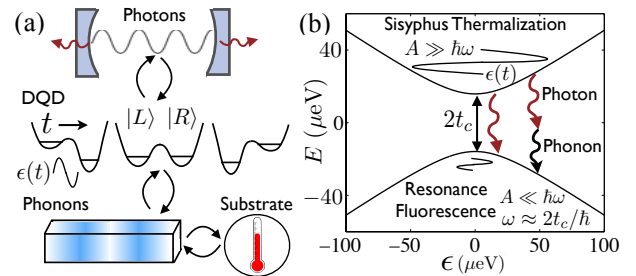 (a)
Photons
DQD
t
|L⟩ |R⟩
ϵ(t)
Phonons
Substrate
(b)
Sisyphus Thermalization
A ≫ ℏω
ϵ(t)
2t_c
Photon
Phonon
Resonance
Fluorescence
A ≪ ℏω
ω ≈ 2t_c/ℏ
E (μeV)
40
0
-40
-100 -50 0 50 100
ϵ (μeV)